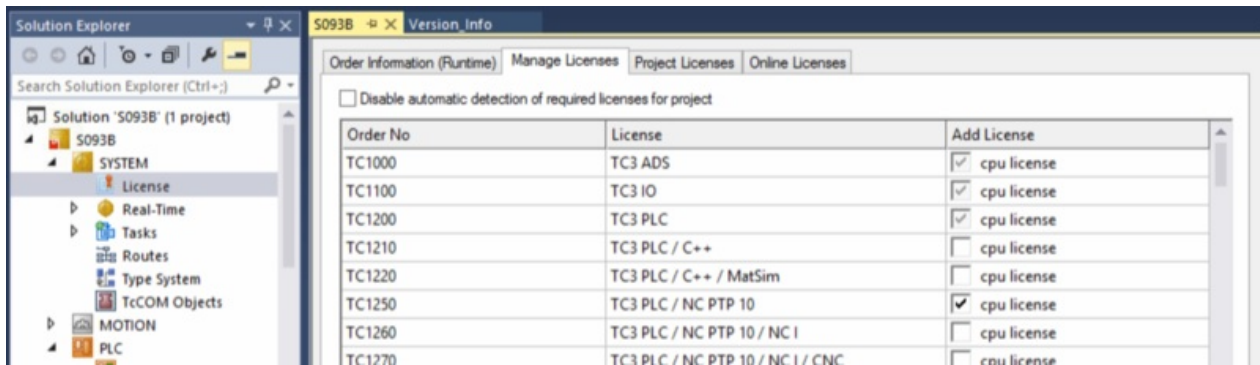 Solution Explorer
Search Solution Explorer (Ctrl+;)
Solution 'S093B' (1 project)
S093B
SYSTEM
License
Real-Time
Tasks
Routes
Type System
TcCOM Objects
MOTION
PLC
S093B Version_Info
Order Information (Runtime) Manage Licenses Project Licenses Online Licenses
Disable automatic detection of required licenses for project
Order No License Add License
TC1000 TC3 ADS cpu license
TC1100 TC3 IO cpu license
TC1200 TC3 PLC cpu license
TC1210 TC3 PLC / C++ cpu license
TC1220 TC3 PLC / C++ / MatSim cpu license
TC1250 TC3 PLC / NC PTP 10 cpu license
TC1260 TC3 PLC / NC PTP 10 / NC I cpu license
TC1270 TC3 PLC / NC PTP 10 / NC I / CNC cpu license